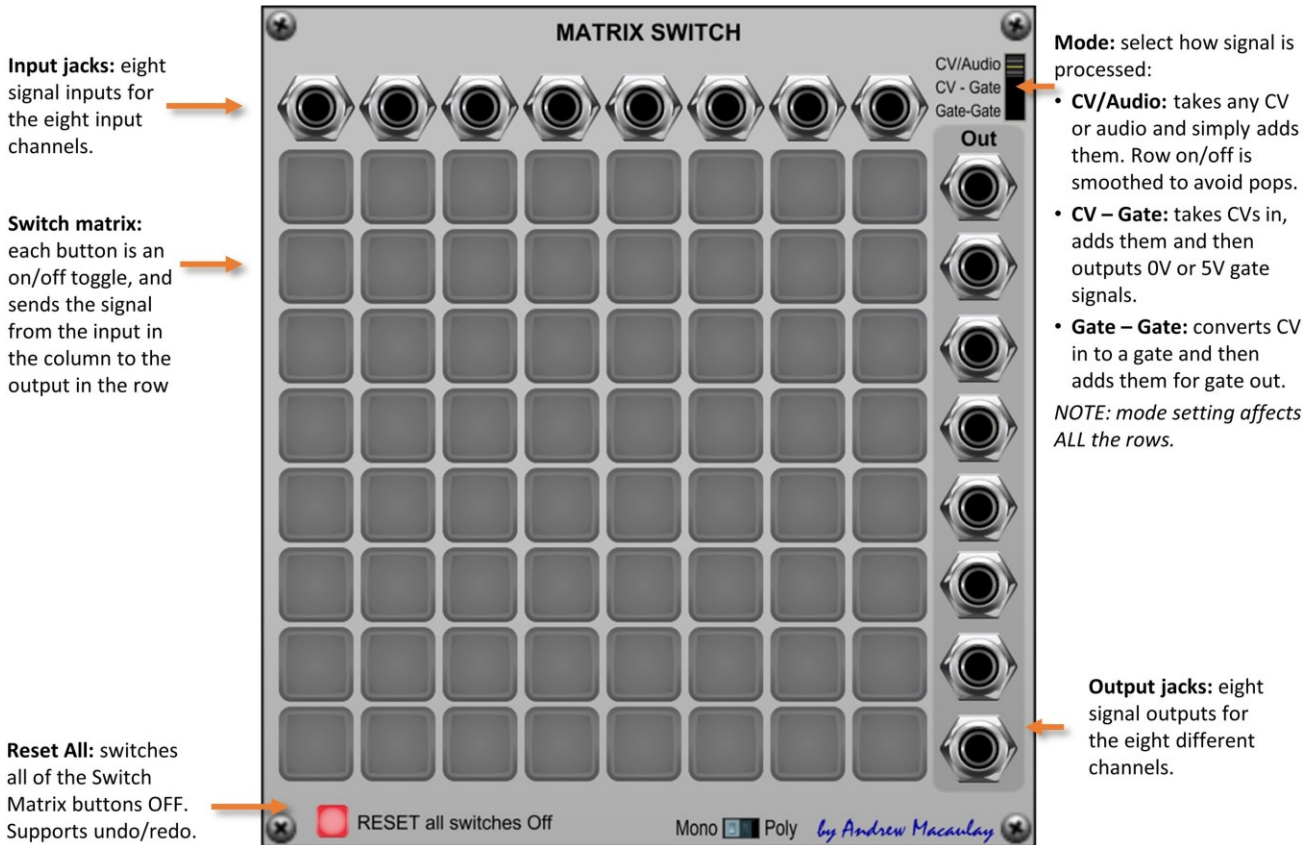 MATRIX SWITCH
Input jacks: eight
signal inputs for
the eight input
channels.
Switch matrix:
each button is an
on/off toggle, and
sends the signal
from the input in
the column to the
output in the row
Reset All: switches
all of the Switch
Matrix buttons OFF.
Supports undo/redo.
CV/Audio
CV - Gate
Gate-Gate
Out
RESET all switches Off
Mono Poly
by Andrew Macaulay
Mode: select how signal is
processed:
• CV/Audio: takes any CV
or audio and simply adds
them. Row on/off is
smoothed to avoid pops.
• CV – Gate: takes CVs in,
adds them and then
outputs 0V or 5V gate
signals.
• Gate – Gate: converts CV
in to a gate and then
adds them for gate out.
NOTE: mode setting affects
ALL the rows.
Output jacks: eight
signal outputs for
the eight different
channels.